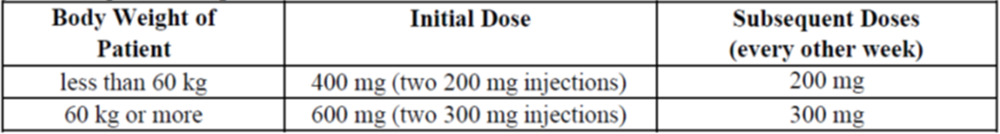 Body Weight of
Patient
Initial Dose
Subsequent Doses
(every other week)
less than 60 kg
400 mg (two 200 mg injections)
200 mg
60 kg or more
600 mg (two 300 mg injections)
300 mg